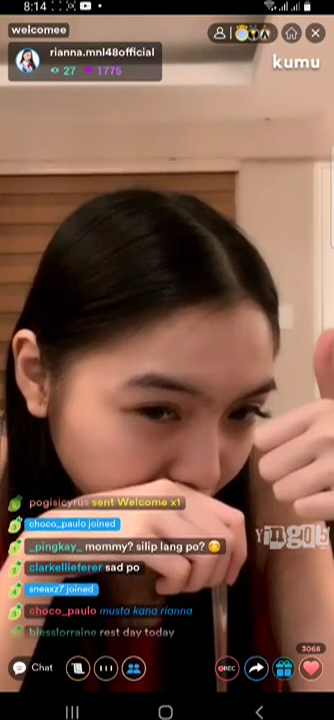 8:14
welcomee
rianna.mnl48official
27 1775
kumu
pogisicyrus sent Welcome x1
choco_paulo joined
_pingkay_ mommy? silip lang po?
clarkellieferer sad po
sneaxz7 joined
choco_paulo musta kana rianna
blesslorraine rest day today
3068
Chat
REC